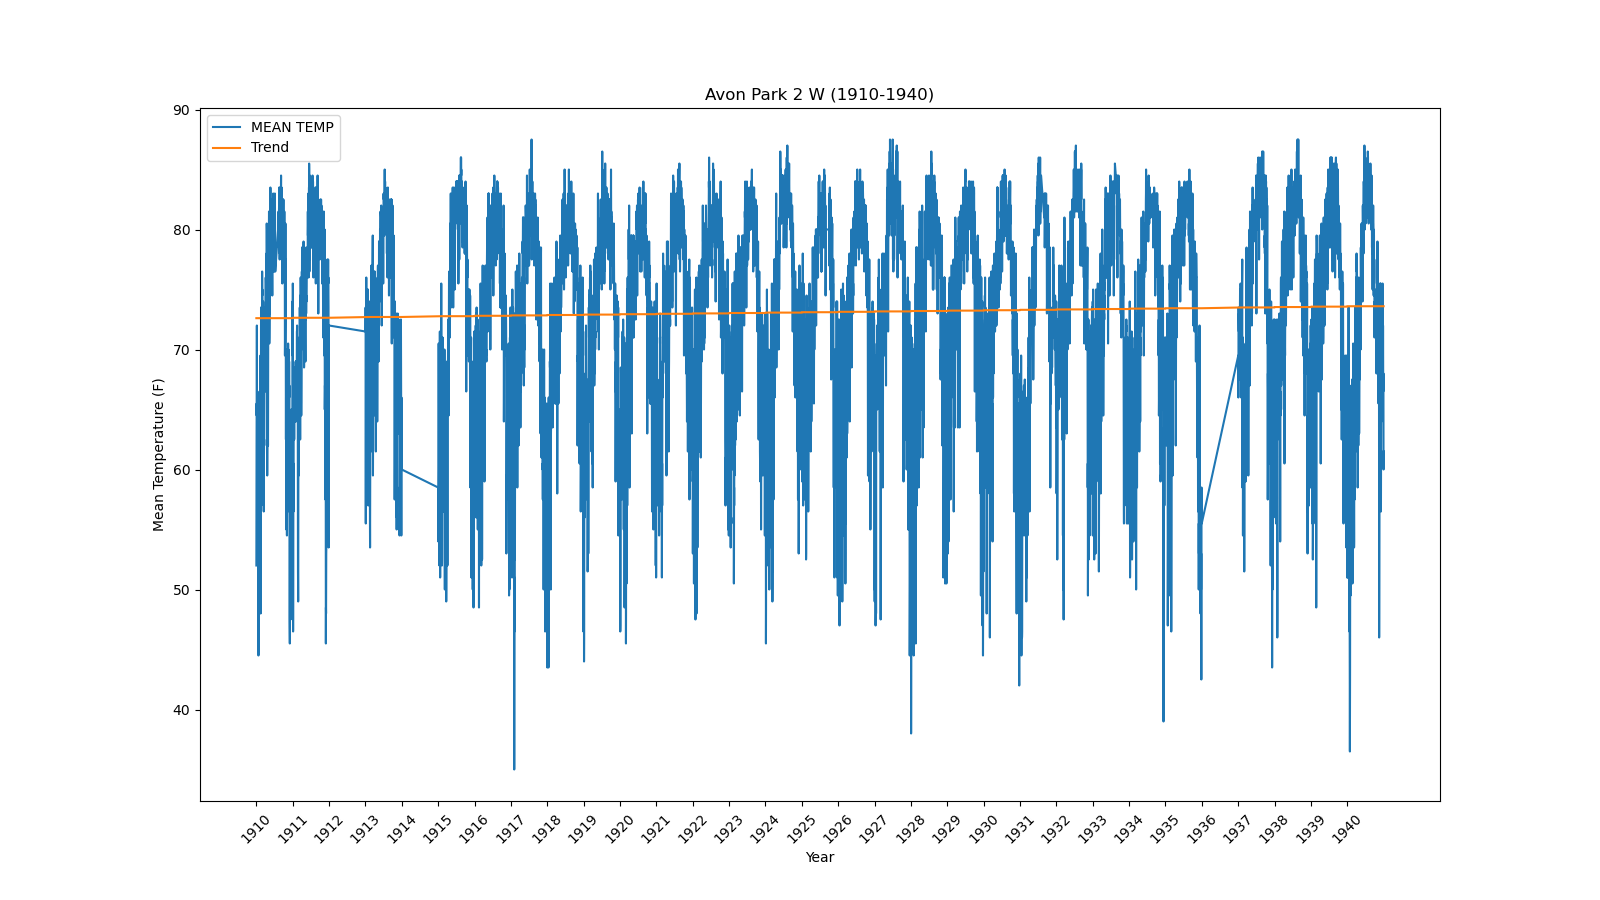 Avon Park 2 W (1910-1940)
MEAN TEMP
Trend
90
80
70
60
50
40
Mean Temperature (F)
1910 1911 1912 1913 1914 1915 1916 1917 1918 1919 1920 1921 1922 1923 1924 1925 1926 1927 1928 1929 1930 1931 1932 1933 1934 1935 1936 1937 1938 1939 1940
Year